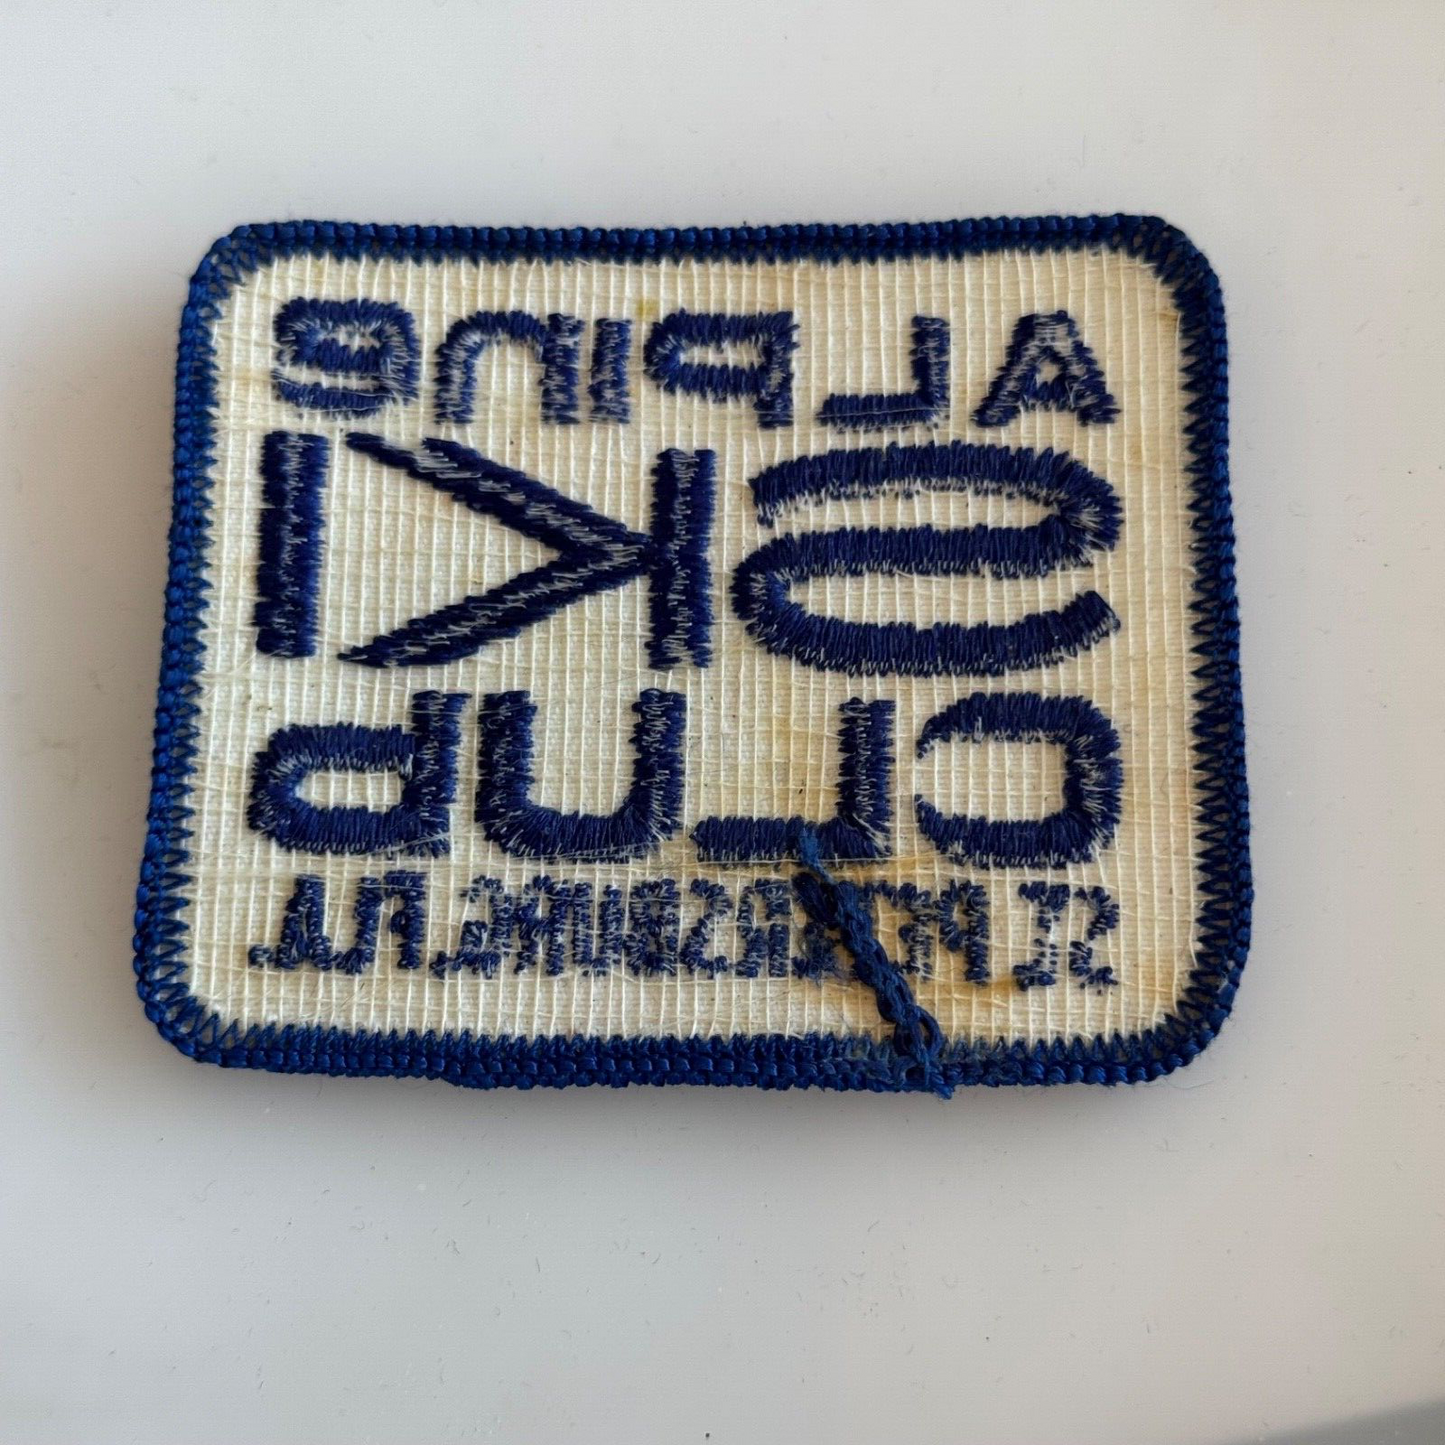 ALPine
SKI
CLUb
ST. PETERSBURG, FLA.